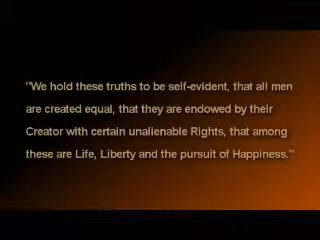 "We hold these truths to be self-evident, that all men
are created equal, that they are endowed by their
Creator with certain unalienable Rights, that among
these are Life, Liberty and the pursuit of Happiness."